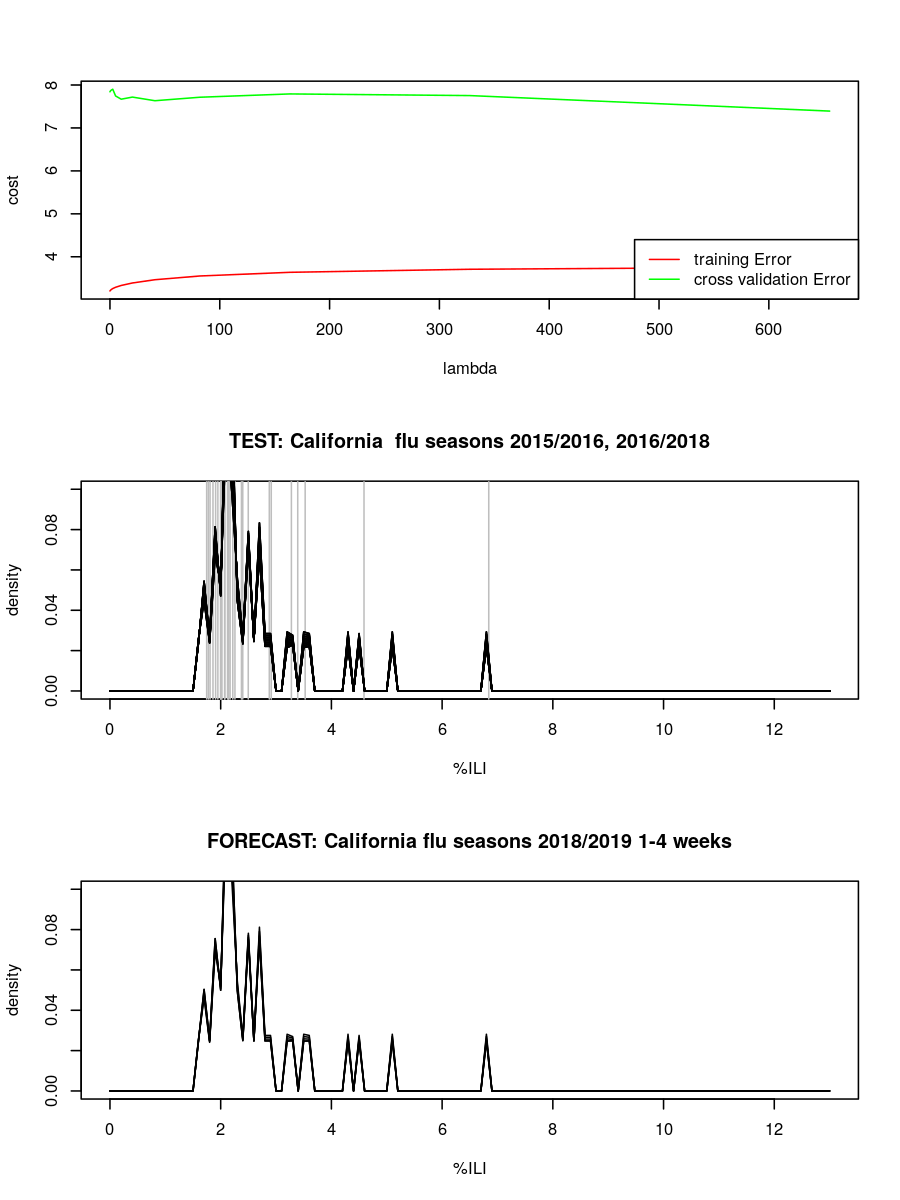 8
7
6
5
4
cost
training Error
cross validation Error
0 100 200 300 400 500 600
lambda
TEST: California  flu seasons 2015/2016, 2016/2018
0.08
0.04
0.00
density
0 2 4 6 8 10 12
%ILI
FORECAST: California flu seasons 2018/2019 1-4 weeks
0.08
0.04
0.00
density
0 2 4 6 8 10 12
%ILI